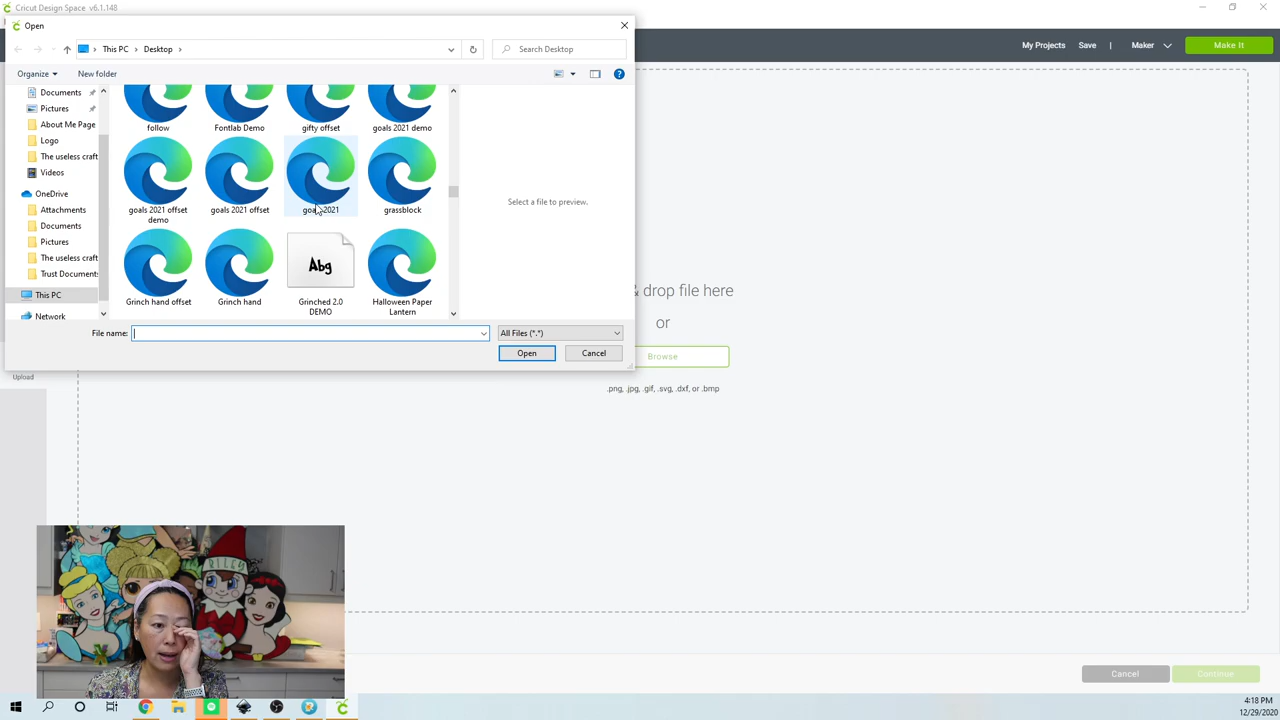 Cricut Design Space v6.1.148
Open
This PC
Desktop
Search Desktop
My Projects
Save
|
Maker
Make It
Organize
New folder
Documents
Pictures
About Me Page
Logo
The useless craft
Videos
OneDrive
Attachments
Documents
Pictures
The useless craft
Trust Documents
This PC
Network
follow
Fontlab Demo
gifty offset
goals 2021 demo
goals 2021 offset
demo
goals 2021 offset
goals 2021
grassblock
Abg
Grinch hand offset
Grinch hand
Grinched 2.0
DEMO
Halloween Paper
Lantern
Select a file to preview.
File name:
All Files (*.*)
Open
Cancel
& drop file here
or
Browse
.png, .jpg, .gif, .svg, .dxf, or .bmp
Upload
RILEY
Cancel
Continue
4:18 PM
12/29/2020